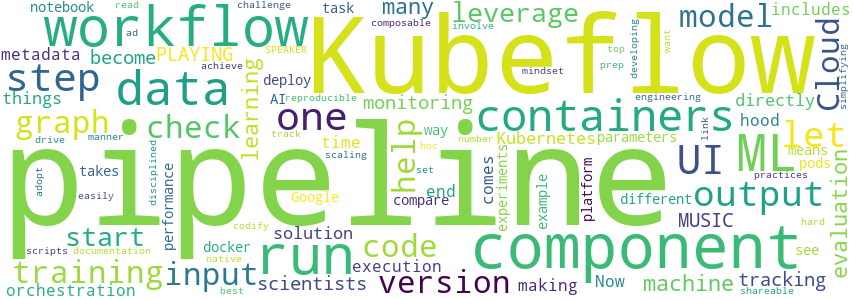 notebook
read
challenge
task
many
composable
workflow
Kubeflow
leverage
model
includes
Cloud
developing
top
want
simplifying
metadata
become
PLAYING
SPEAKER
ad
achieve
involve
prep
mindset
step
data
AI
reproducible
deploy
things
learning
monitoring
engineering
directly
graph
check
one
containers
link
hood
drive
manner
time
scaling
help
hoc
way
Kubernetes
parameters
let
track
set
number
means
practices
pipeline
UI
ML
pods
adopt
takes
disciplined
performance
Google
compare
end
comes
experiment
example
platform
different
output
evaluation
easily
start
codify
docker
solution
run
code
component
MUSIC
see
hard
scripts
documentation
native
execution
training
input
scientists
version
Now
making
machine
tracking
orchestration
best
shareable